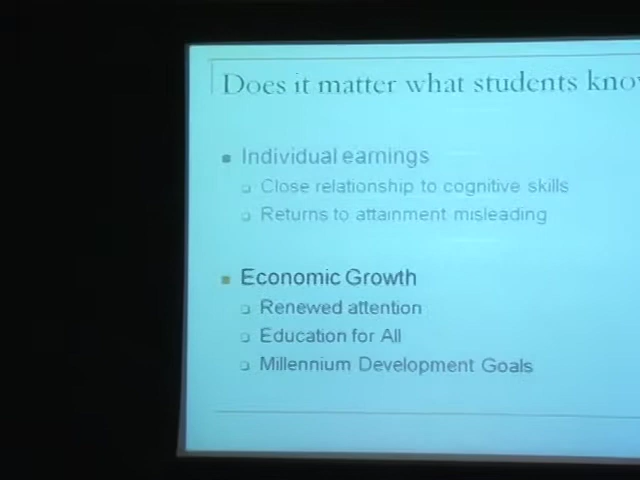 Does it matter what students
Individual earnings
Close relationship to cognitive skills
Returns to attainment misleading
Economic Growth
Renewed attention
Education for All
Millennium Development Goals